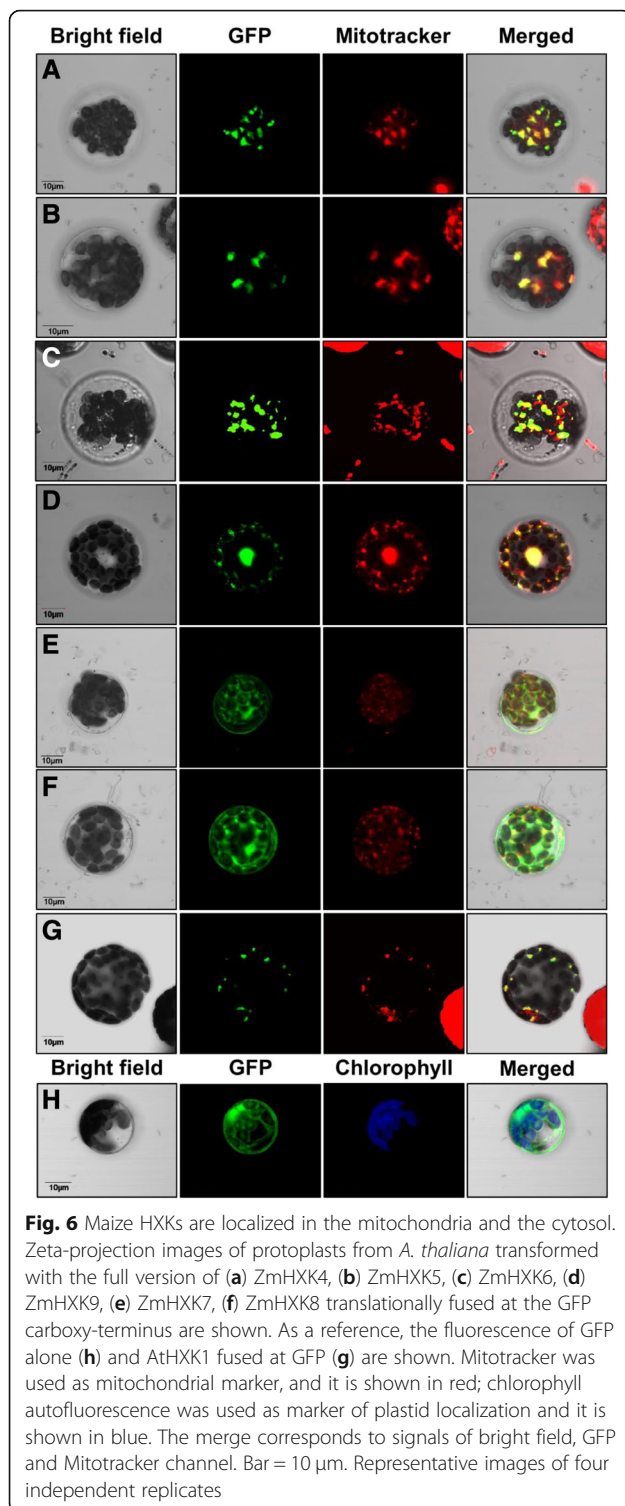 Bright field GFP Mitotracker Merged
A
10µm
B
10µm
C
10µm
D
10µm
E
10µm
F
10µm
G
10µm
Bright field GFP Chlorophyll Merged
H
10µm
Fig. 6 Maize HXKs are localized in the mitochondria and the cytosol.
Zeta-projection images of protoplasts from A. thaliana transformed
with the full version of (a) ZmHXK4, (b) ZmHXK5, (c) ZmHXK6, (d)
ZmHXK9, (e) ZmHXK7, (f) ZmHXK8 translationally fused at the GFP
carboxy-terminus are shown. As a reference, the fluorescence of GFP
alone (h) and AtHXK1 fused at GFP (g) are shown. Mitotracker was
used as mitochondrial marker, and it is shown in red; chlorophyll
autofluorescence was used as marker of plastid localization and it is
shown in blue. The merge corresponds to signals of bright field, GFP
and Mitotracker channel. Bar = 10 µm. Representative images of four
independent replicates